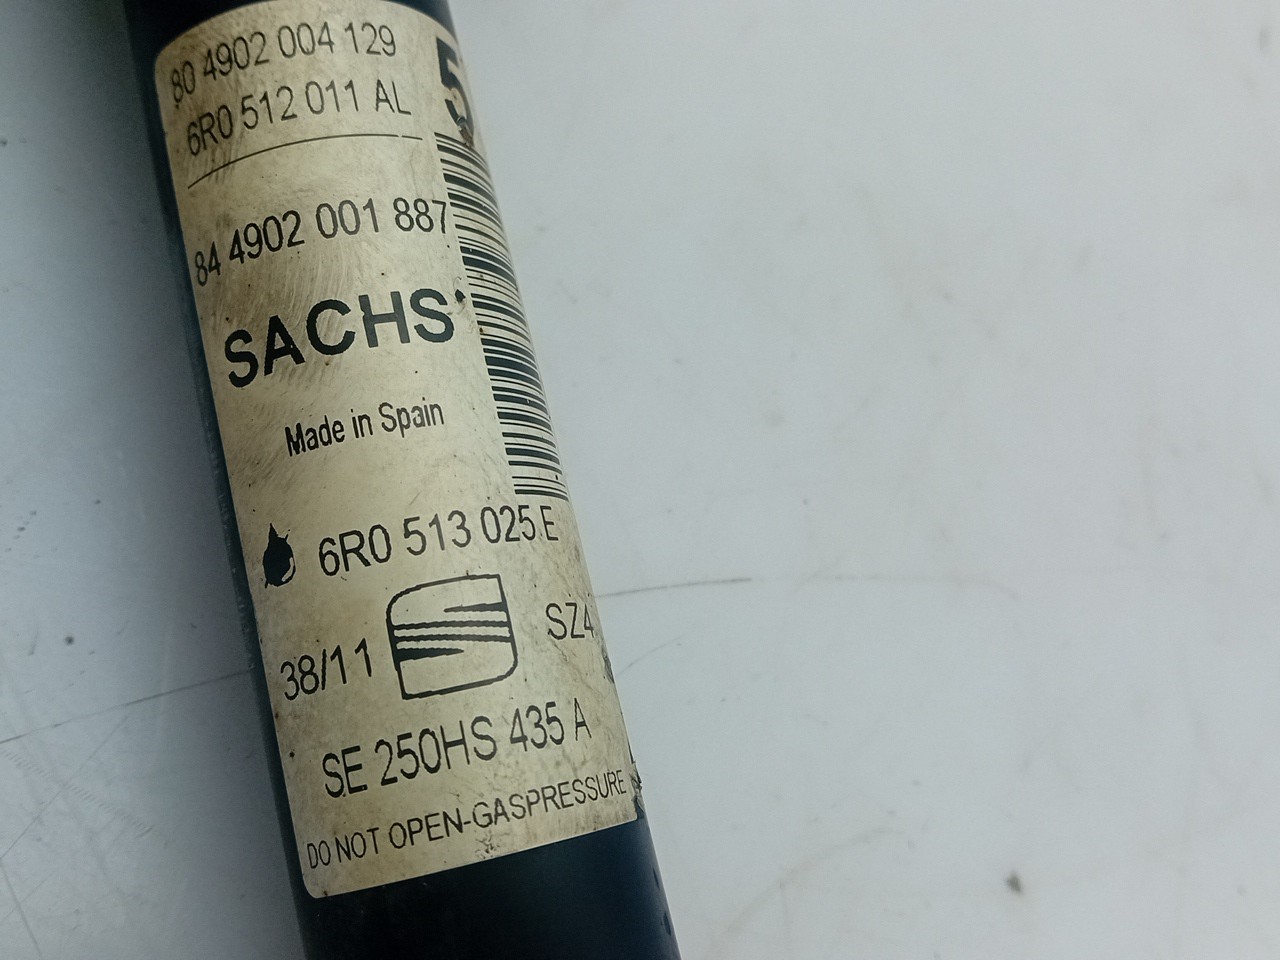 80 4902 004 129
6R0 512 011 AL
5
84 4902 001 887
SACHS
Made in Spain
6R0 513 025 E
38/11
SZ4
SE 250HS 435 A
DO NOT OPEN-GASPRESSURE